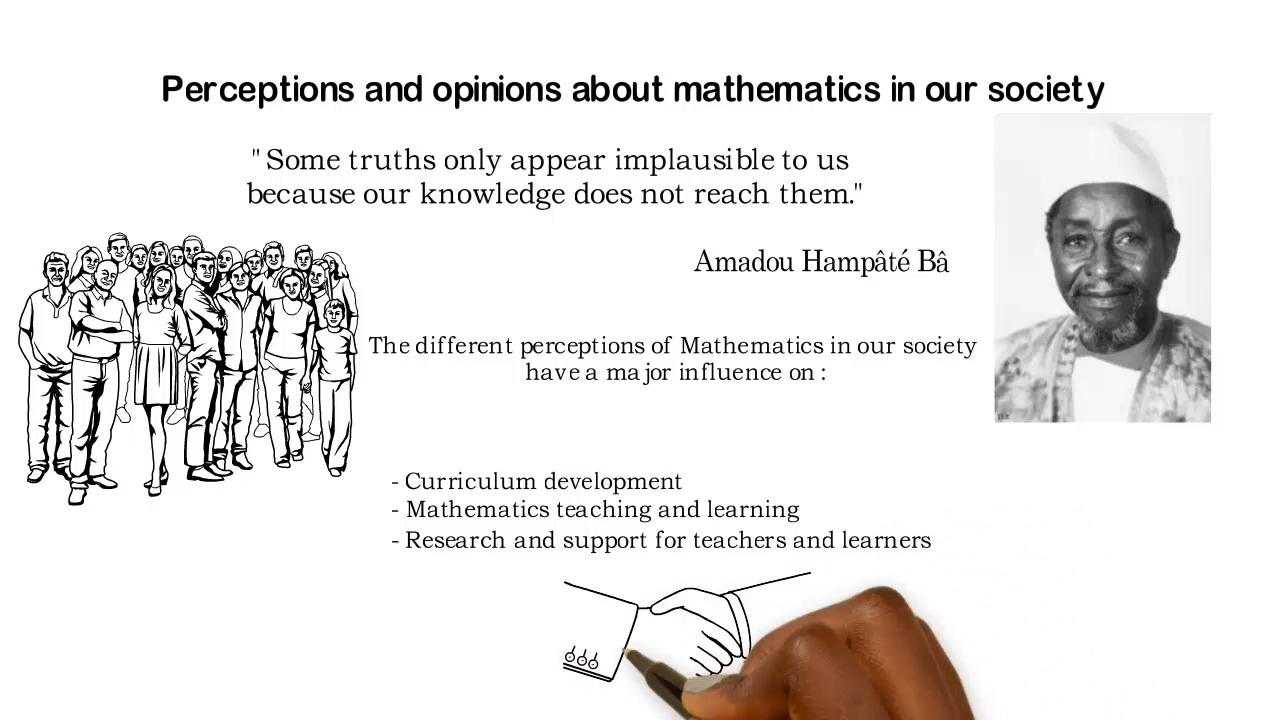 Perceptions and opinions about mathematics in our society
" Some truths only appear implausible to us
because our knowledge does not reach them."
Amadou Hampâté Bâ
The different perceptions of Mathematics in our society
have a major influence on :
- Curriculum development
- Mathematics teaching and learning
- Research and support for teachers and learners